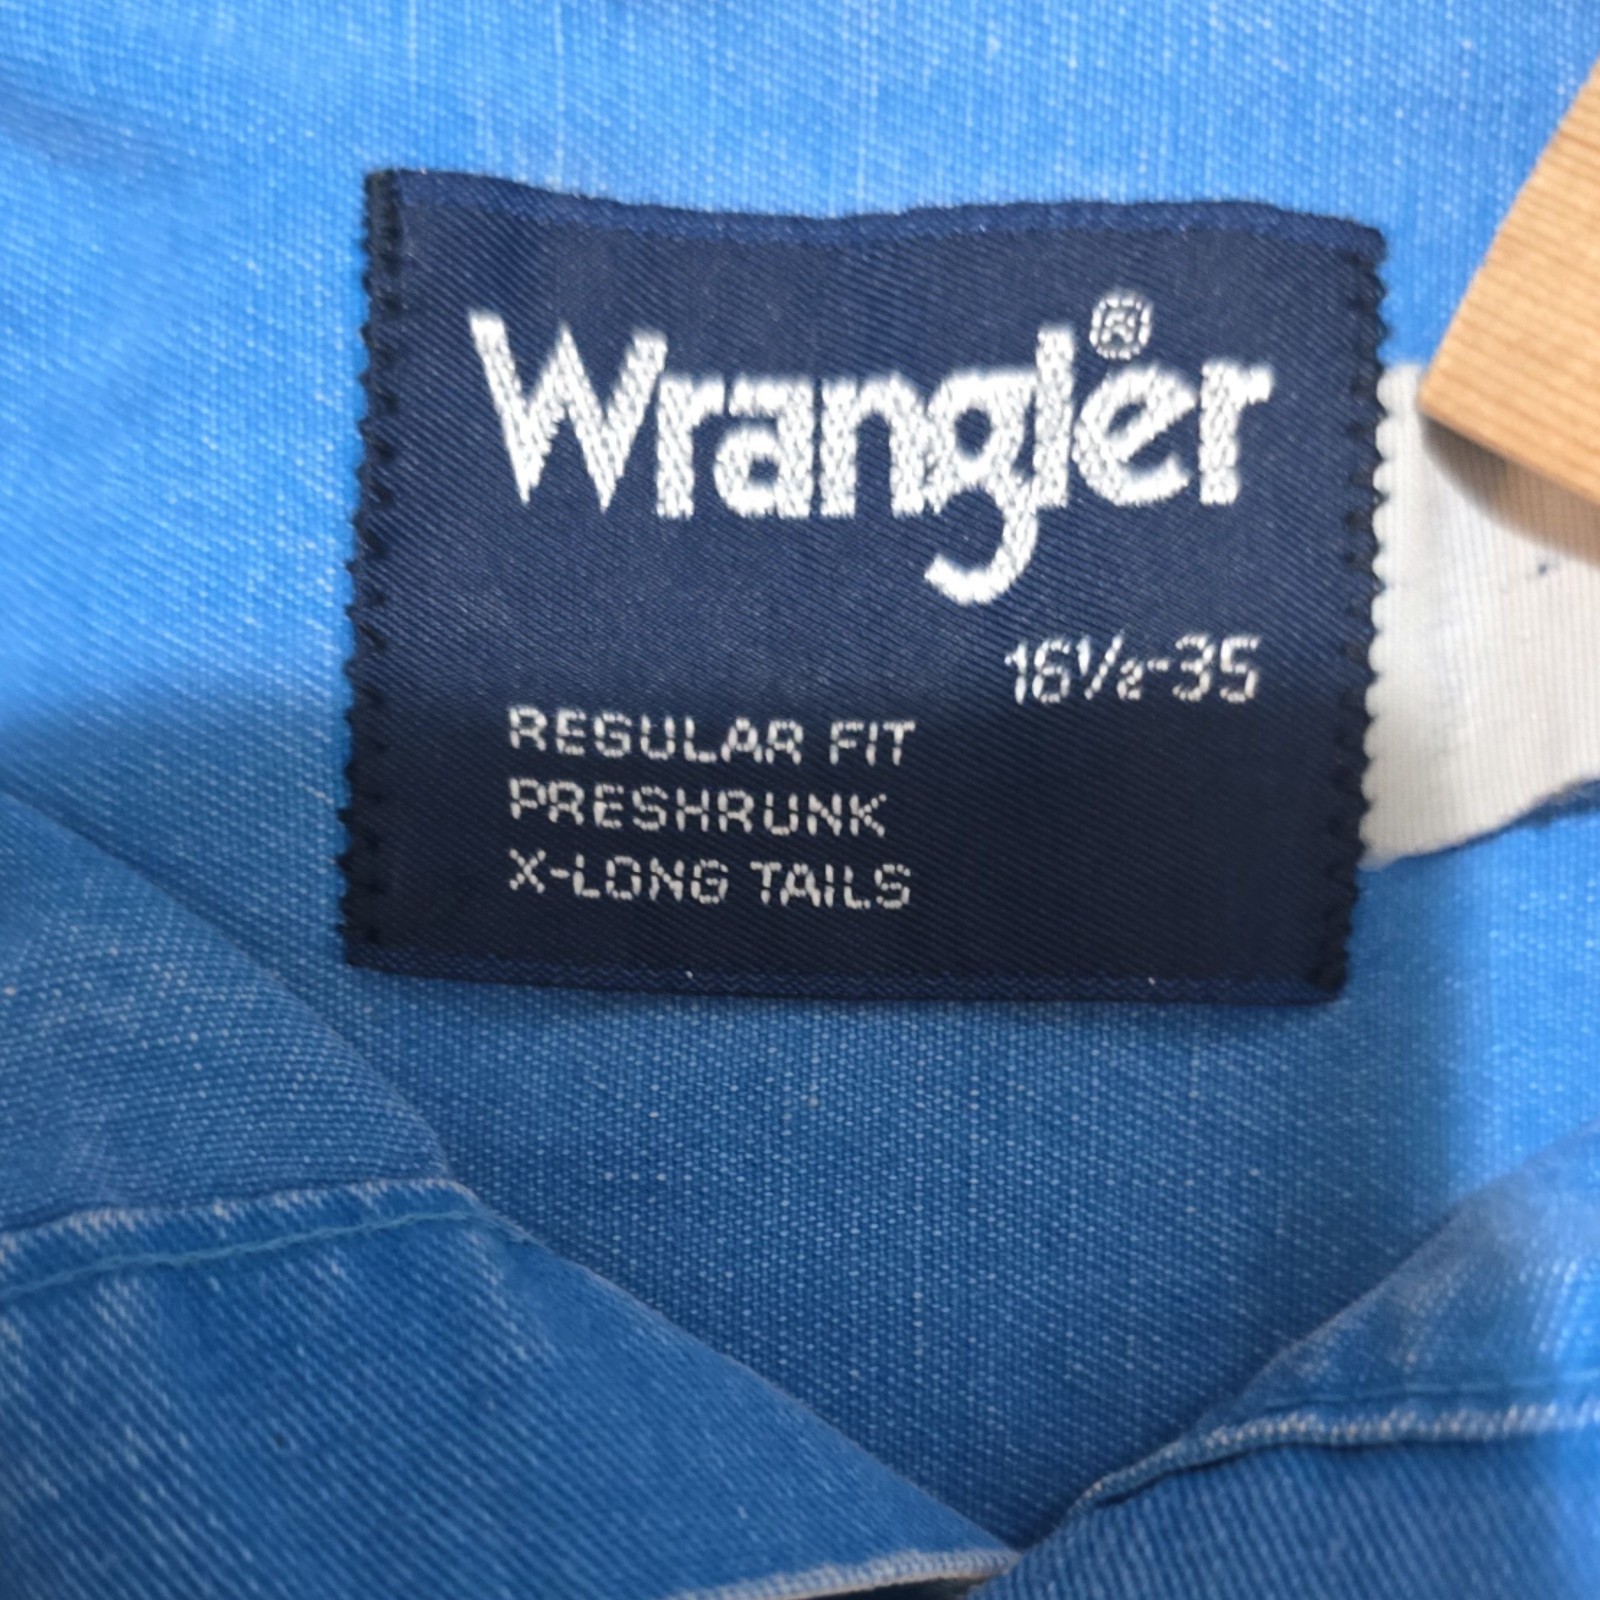 Wrangler®
16½-35
REGULAR FIT
PRESHRUNK
X-LONG TAILS